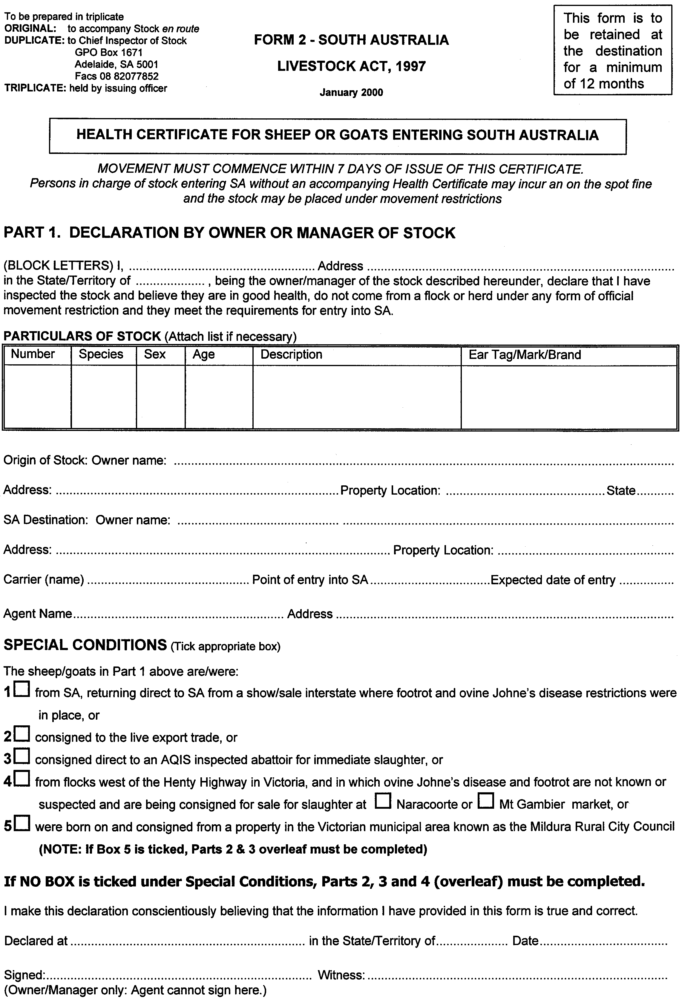 To be prepared in triplicate
ORIGINAL: to accompany Stock en route
DUPLICATE: to Chief Inspector of Stock
GPO Box 1671
Adelaide, SA 5001
Facs 08 82077852
TRIPLICATE: held by issuing officer
FORM 2 - SOUTH AUSTRALIA
LIVESTOCK ACT, 1997
January 2000
This form is to
be retained at
the destination
for a minimum
of 12 months
HEALTH CERTIFICATE FOR SHEEP OR GOATS ENTERING SOUTH AUSTRALIA
MOVEMENT MUST COMMENCE WITHIN 7 DAYS OF ISSUE OF THIS CERTIFICATE.
Persons in charge of stock entering SA without an accompanying Health Certificate may incur an on the spot fine
and the stock may be placed under movement restrictions
PART 1. DECLARATION BY OWNER OR MANAGER OF STOCK
(BLOCK LETTERS) I, ........................................ Address ........................................
in the State/Territory of .................... , being the owner/manager of the stock described hereunder, declare that I have
inspected the stock and believe they are in good health, do not come from a flock or herd under any form of official
movement restriction and they meet the requirements for entry into SA.
PARTICULARS OF STOCK (Attach list if necessary)
Number Species Sex Age Description Ear Tag/Mark/Brand
Origin of Stock: Owner name: ........................................
Address: ........................................ Property Location: ........................................ State...........
SA Destination: Owner name: ........................................ ........................................
Address: ........................................ Property Location: ........................................
Carrier (name) ........................................ Point of entry into SA................................... Expected date of entry ................
Agent Name........................................ Address ........................................
SPECIAL CONDITIONS (Tick appropriate box)
The sheep/goats in Part 1 above are/were:
1 ☐ from SA, returning direct to SA from a show/sale interstate where footrot and ovine Johne's disease restrictions were
in place, or
2 ☐ consigned to the live export trade, or
3 ☐ consigned direct to an AQIS inspected abattoir for immediate slaughter, or
4 ☐ from flocks west of the Henty Highway in Victoria, and in which ovine Johne's disease and footrot are not known or
suspected and are being consigned for sale for slaughter at ☐ Naracoorte or ☐ Mt Gambier market, or
5 ☐ were born on and consigned from a property in the Victorian municipal area known as the Mildura Rural City Council
(NOTE: If Box 5 is ticked, Parts 2 & 3 overleaf must be completed)
If NO BOX is ticked under Special Conditions, Parts 2, 3 and 4 (overleaf) must be completed.
I make this declaration conscientiously believing that the information I have provided in this form is true and correct.
Declared at ........................................ in the State/Territory of..................... Date.....................................
Signed:........................................ Witness: ........................................
(Owner/Manager only: Agent cannot sign here.)